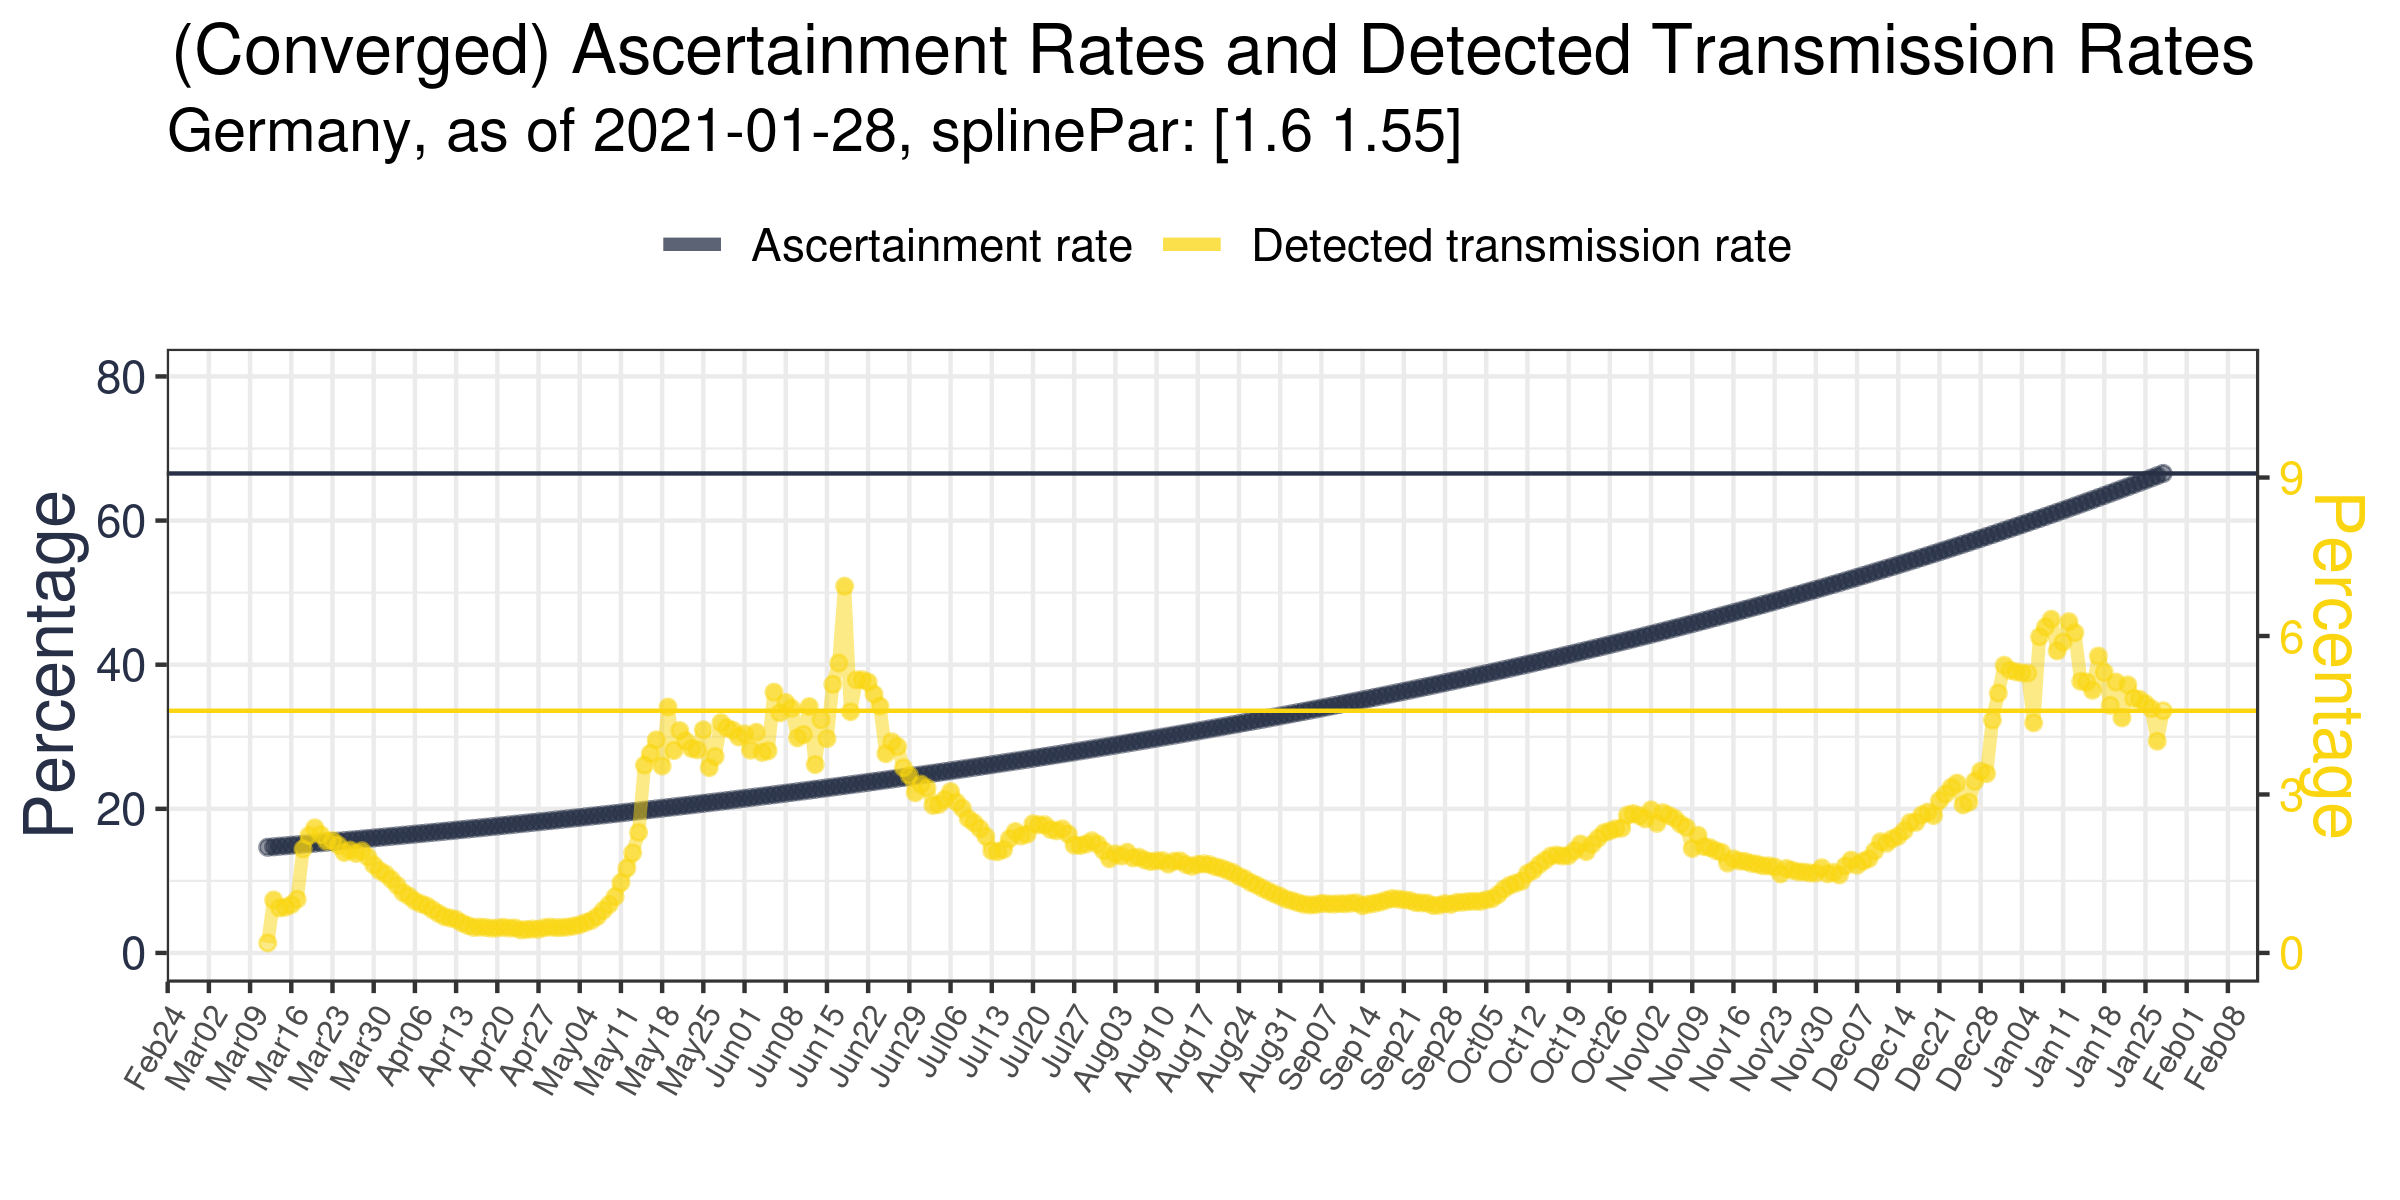 (Converged) Ascertainment Rates and Detected Transmission Rates
Germany, as of 2021-01-28, splinePar: [1.6 1.55]
Ascertainment rate Detected transmission rate
Percentage
80
60
40
20
0
9
6
3
0
Percentage
Feb24 Mar02 Mar09 Mar16 Mar23 Mar30 Apr06 Apr13 Apr20 Apr27 May04 May11 May18 May25 Jun01 Jun08 Jun15 Jun22 Jun29 Jul06 Jul13 Jul20 Jul27 Aug03 Aug10 Aug17 Aug24 Aug31 Sep07 Sep14 Sep21 Sep28 Oct05 Oct12 Oct19 Oct26 Nov02 Nov09 Nov16 Nov23 Nov30 Dec07 Dec14 Dec21 Dec28 Jan04 Jan11 Jan18 Jan25 Feb01 Feb08